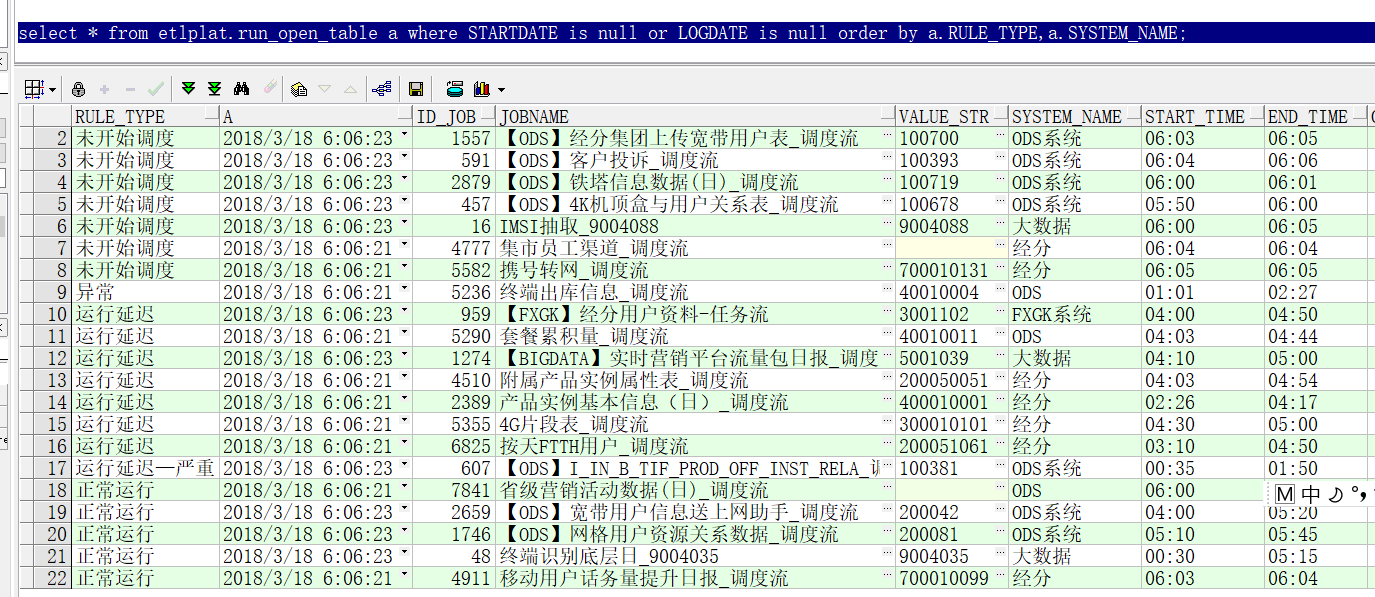 select * from etlplat.run_open_table a where STARTDATE is null or LOGDATE is null order by a.RULE_TYPE,a.SYSTEM_NAME;
RULE_TYPE A ID_JOB JOBNAME VALUE_STR SYSTEM_NAME START_TIME END_TIME
2 未开始调度 2018/3/18 6:06:23 1557 【ODS】经分集团上传宽带用户表_调度流 100700 ODS系统 06:03 06:05
3 未开始调度 2018/3/18 6:06:23 591 【ODS】客户投诉_调度流 100393 ODS系统 06:04 06:06
4 未开始调度 2018/3/18 6:06:23 2879 【ODS】铁塔信息数据(日)_调度流 100719 ODS系统 06:00 06:01
5 未开始调度 2018/3/18 6:06:23 457 【ODS】4K机顶盒与用户关系表_调度流 100678 ODS系统 05:50 06:00
6 未开始调度 2018/3/18 6:06:23 16 IMSI抽取_9004088 9004088 大数据 06:00 06:05
7 未开始调度 2018/3/18 6:06:21 4777 集市员工渠道_调度流 经分 06:04 06:04
8 未开始调度 2018/3/18 6:06:21 5582 携号转网_调度流 700010131 经分 06:05 06:05
9 异常 2018/3/18 6:06:21 5236 终端出库信息_调度流 40010004 ODS 01:01 02:27
10 运行延迟 2018/3/18 6:06:23 959 【FXGK】经分用户资料-任务流 3001102 FXGK系统 04:00 04:50
11 运行延迟 2018/3/18 6:06:21 5290 套餐累积量_调度流 40010011 ODS 04:03 04:44
12 运行延迟 2018/3/18 6:06:23 1274 【BIGDATA】实时营销平台流量包日报_调度 5001039 大数据 04:10 05:00
13 运行延迟 2018/3/18 6:06:21 4510 附属产品实例属性表_调度流 200050051 经分 04:03 04:54
14 运行延迟 2018/3/18 6:06:21 2389 产品实例基本信息（日）_调度流 400010001 经分 02:26 04:17
15 运行延迟 2018/3/18 6:06:21 5355 4G片段表_调度流 300010101 经分 04:30 05:00
16 运行延迟 2018/3/18 6:06:21 6825 按天FTTH用户_调度流 200051061 经分 03:10 04:50
17 运行延迟—严重 2018/3/18 6:06:23 607 【ODS】I_IN_B_TIF_PROD_OFF_INST_RELA_ 100381 ODS系统 00:35 01:50
18 正常运行 2018/3/18 6:06:21 7841 省级营销活动数据(日)_调度流 ODS 06:00
M 中
19 正常运行 2018/3/18 6:06:23 2659 【ODS】宽带用户信息送上网助手_调度流 200042 ODS系统 04:00 05:20
20 正常运行 2018/3/18 6:06:23 1746 【ODS】网格用户资源关系数据_调度流 200081 ODS系统 05:10 05:45
21 正常运行 2018/3/18 6:06:23 48 终端识别底层日_9004035 9004035 大数据 00:30 05:15
22 正常运行 2018/3/18 6:06:21 4911 移动用户话务量提升日报_调度流 700010099 经分 06:03 06:04